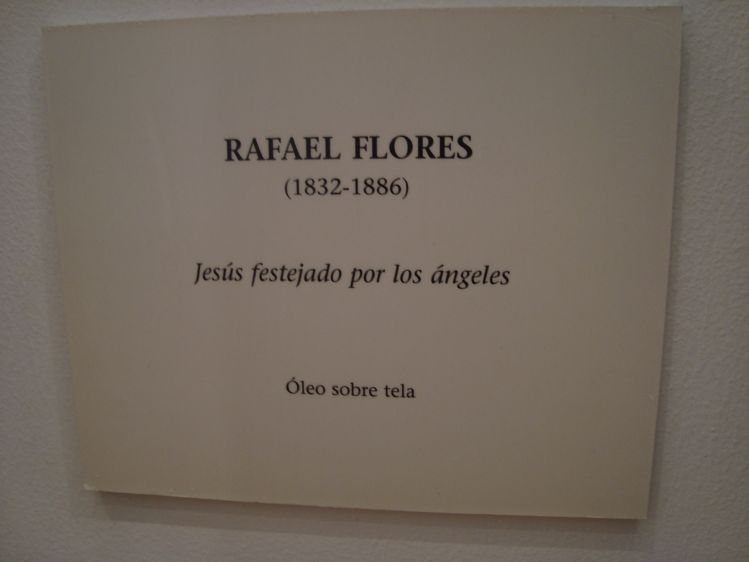 RAFAEL FLORES
(1832-1886)
Jesús festejado por los ángeles
Óleo sobre tela